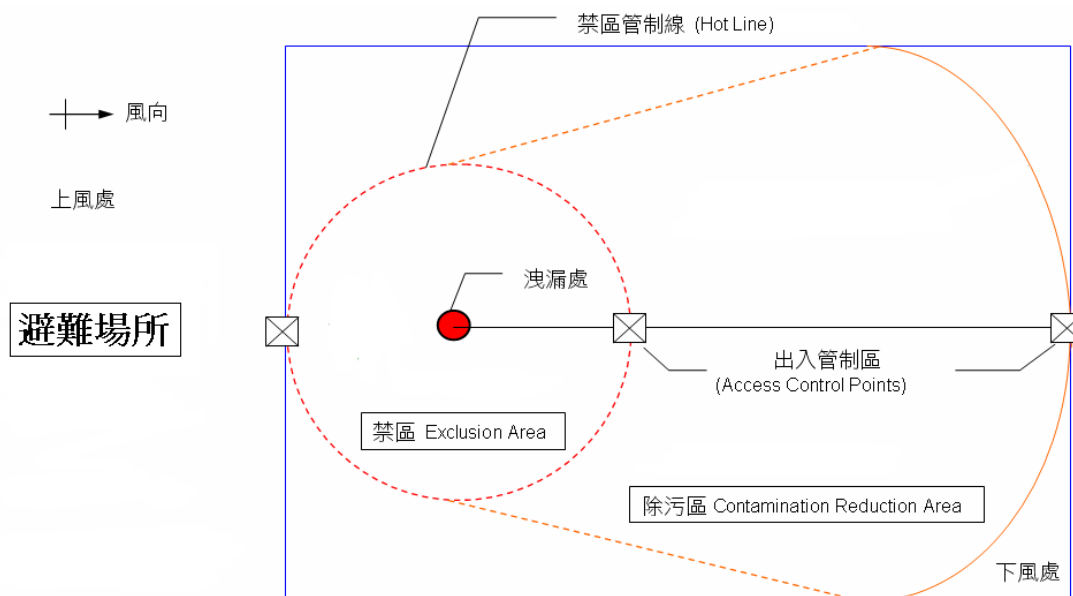 禁區管制線 (Hot Line)
風向
上風處
洩漏處
避難場所
出入管制區
(Access Control Points)
禁區 Exclusion Area
除污區 Contamination Reduction Area
下風處